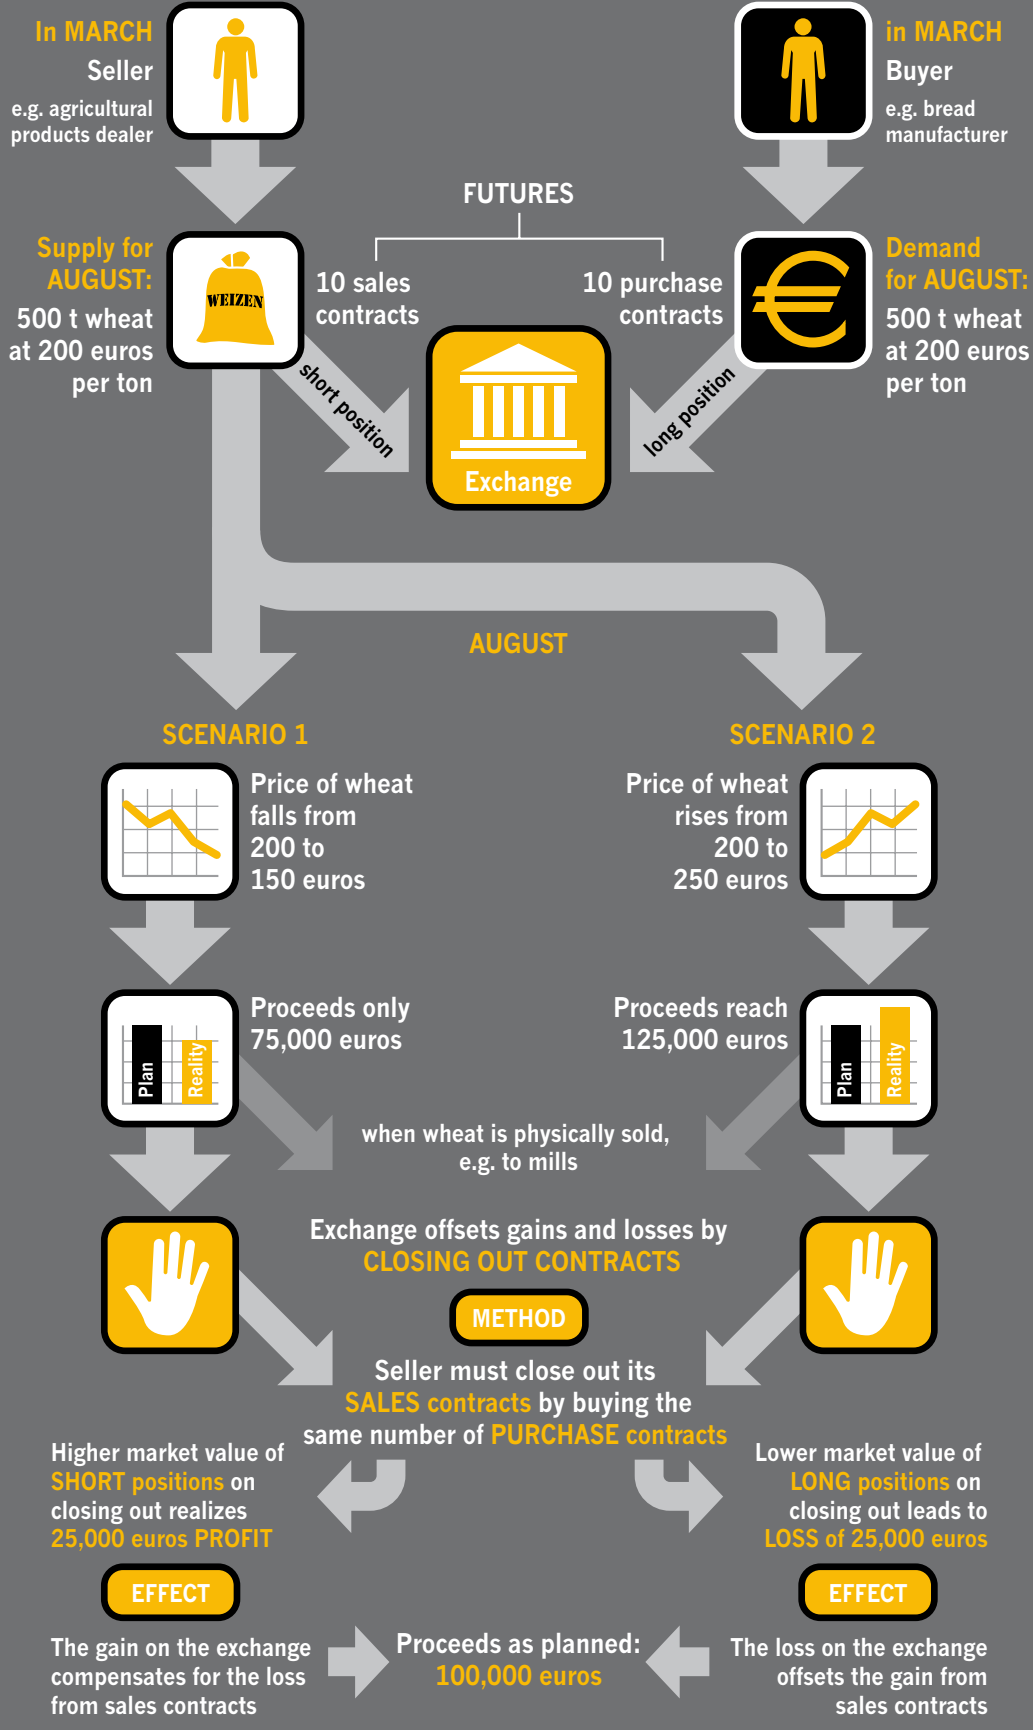 In MARCH
Seller
e.g. agricultural
products dealer
in MARCH
Buyer
e.g. bread
manufacturer
FUTURES
Supply for
AUGUST:
500 t wheat
at 200 euros
per ton
WEIZEN
10 sales
contracts
10 purchase
contracts
Demand
for AUGUST:
500 t wheat
at 200 euros
per ton
short position
long position
Exchange
AUGUST
SCENARIO 1
SCENARIO 2
Price of wheat
falls from
200 to
150 euros
Price of wheat
rises from
200 to
250 euros
Plan
Reality
Proceeds only
75,000 euros
Proceeds reach
125,000 euros
Plan
Reality
when wheat is physically sold,
e.g. to mills
Exchange offsets gains and losses by
CLOSING OUT CONTRACTS
METHOD
Seller must close out its
SALES contracts by buying the
same number of PURCHASE contracts
Higher market value of
SHORT positions on
closing out realizes
25,000 euros PROFIT
Lower market value of
LONG positions on
closing out leads to
LOSS of 25,000 euros
EFFECT
EFFECT
The gain on the exchange
compensates for the loss
from sales contracts
Proceeds as planned:
100,000 euros
The loss on the exchange
offsets the gain from
sales contracts